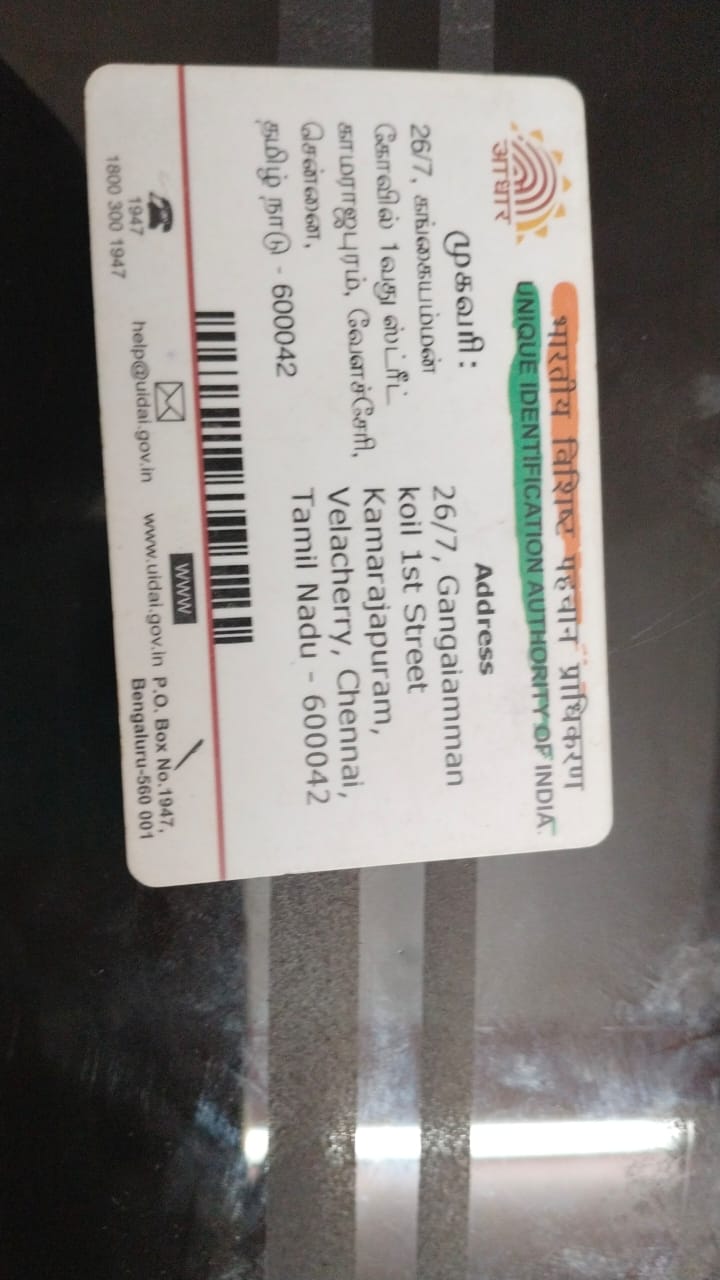 भारतीय विशिष्ट पहचान प्राधिकरण
UNIQUE IDENTIFICATION AUTHORITY OF INDIA
आधार
முகவரி :
26/7, கங்கையம்மன்
கோவில் 1வது ஸ்ட்ரீட்
காமராஜபுரம், வேளச்சேரி,
சென்னை,
தமிழ் நாடு - 600042
Address
26/7, Gangaiamman
koil 1st Street
Kamarajapuram,
Velacherry, Chennai,
Tamil Nadu - 600042
1947
1800 300 1947
help@uidai.gov.in
WWW
www.uidai.gov.in
P.O. Box No.1947,
Bengaluru-560 001